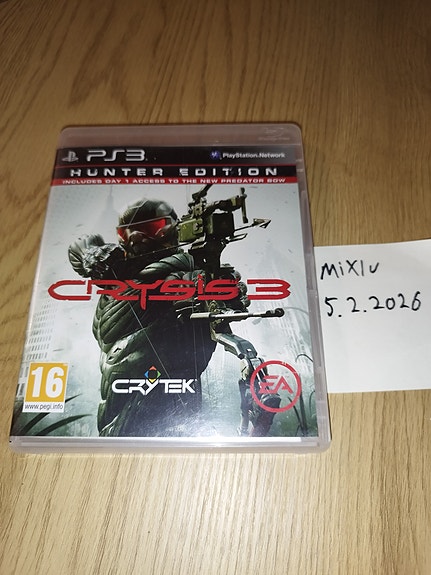 PS3
PlayStation Network
HUNTER EDITION
INCLUDES DAY 1 ACCESS TO THE NEW PREDATOR BOW
CRYSIS 3
MiXlu
5.2.2026
16
www.pegi.info
CRYTEK
EA